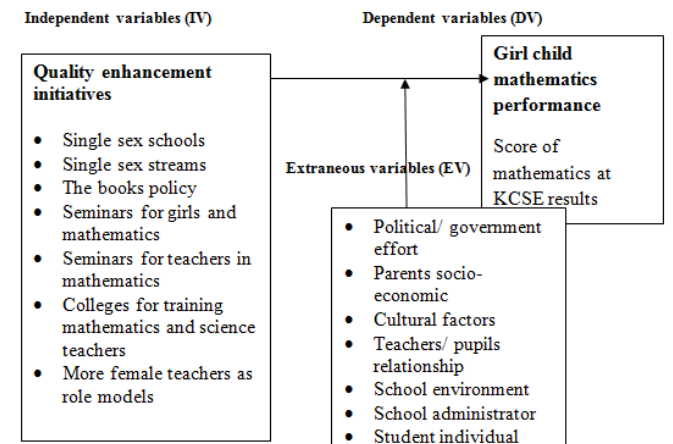 Independent variables (IV)
Dependent variables (DV)
Quality enhancement
initiatives
• Single sex schools
• Single sex streams
• The books policy
• Seminars for girls and
mathematics
• Seminars for teachers in
mathematics
• Colleges for training
mathematics and science
teachers
• More female teachers as
role models
Girl child
mathematics
performance
Score of
mathematics at
KCSE results
Extraneous variables (EV)
• Political/ government
effort
• Parents socio-
economic
• Cultural factors
• Teachers/ pupils
relationship
• School environment
• School administrator
• Student individual